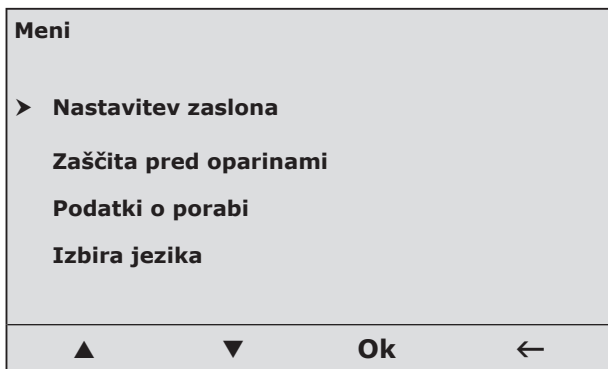 Meni
➤ Nastavitev zaslona
Zaščita pred oparinami
Podatki o porabi
Izbira jezika
▲ ▼ Ok ←